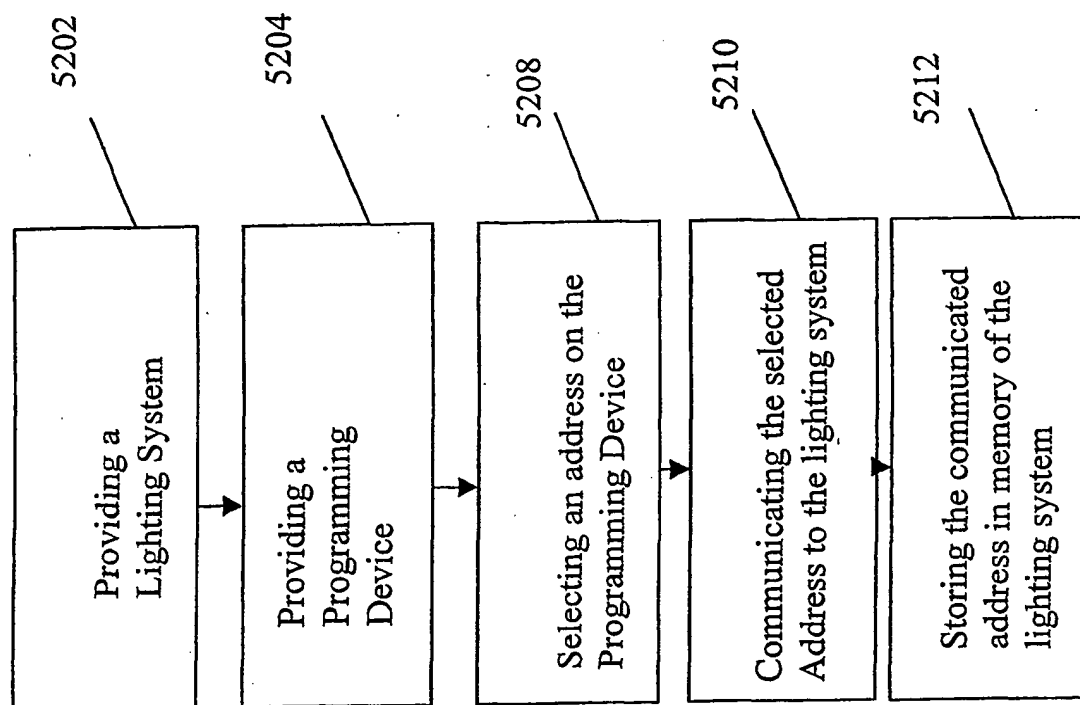 5202
Providing a
Lighting System
5204
Providing a
Programming
Device
5208
Selecting an address on the
Programming Device
5210
Communicating the selected
Address to the lighting system
5212
Storing the communicated
address in memory of the
lighting system